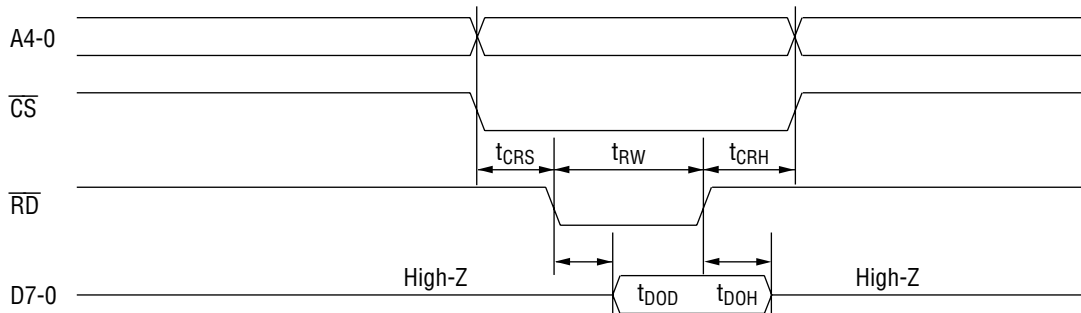 A4-0
CS
tCRS tRW tCRH
RD
High-Z High-Z
D7-0 tDOD tDOH